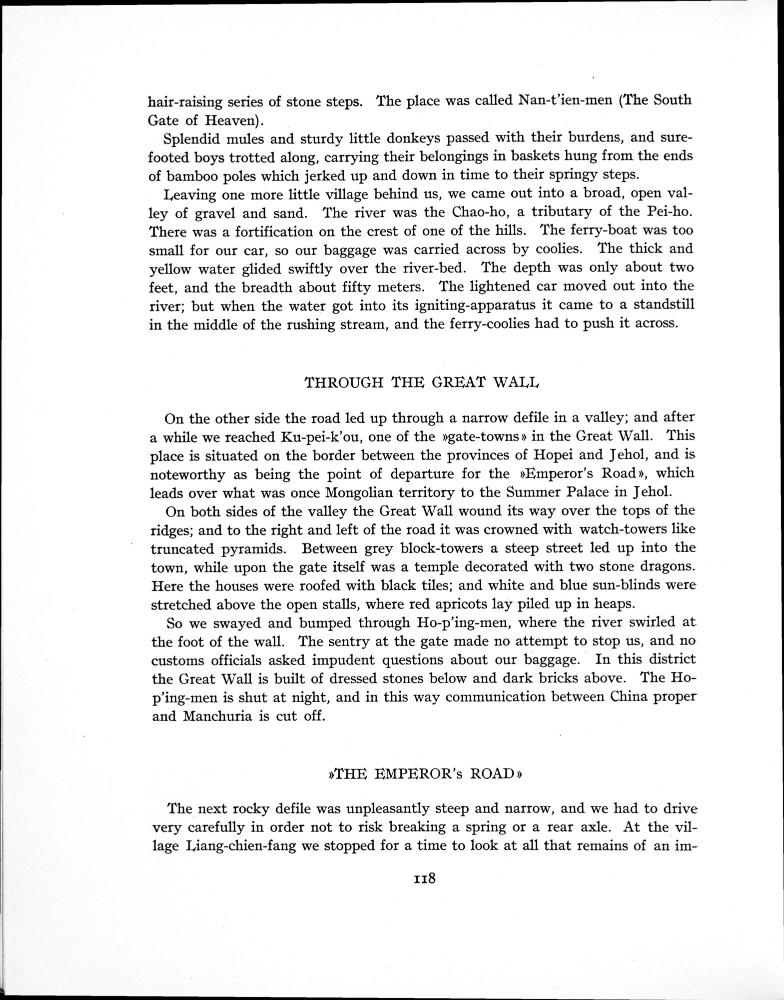 hair-raising series of stone steps. The place was called Nan-t'ien-men (The South
Gate of Heaven).
Splendid mules and sturdy little donkeys passed with their burdens, and sure-
footed boys trotted along, carrying their belongings in baskets hung from the ends
of bamboo poles which jerked up and down in time to their springy steps.
Leaving one more little village behind us, we came out into a broad, open val-
ley of gravel and sand. The river was the Chao-ho, a tributary of the Pei-ho.
There was a fortification on the crest of one of the hills. The ferry-boat was too
small for our car, so our baggage was carried across by coolies. The thick and
yellow water glided swiftly over the river-bed. The depth was only about two
feet, and the breadth about fifty meters. The lightened car moved out into the
river; but when the water got into its igniting-apparatus it came to a standstill
in the middle of the rushing stream, and the ferry-coolies had to push it across.
THROUGH THE GREAT WALL
On the other side the road led up through a narrow defile in a valley; and after
a while we reached Ku-pei-k'ou, one of the »gate-towns» in the Great Wall. This
place is situated on the border between the provinces of Hopei and Jehol, and is
noteworthy as being the point of departure for the »Emperor's Road», which
leads over what was once Mongolian territory to the Summer Palace in Jehol.
On both sides of the valley the Great Wall wound its way over the tops of the
ridges; and to the right and left of the road it was crowned with watch-towers like
truncated pyramids. Between grey block-towers a steep street led up into the
town, while upon the gate itself was a temple decorated with two stone dragons.
Here the houses were roofed with black tiles; and white and blue sun-blinds were
stretched above the open stalls, where red apricots lay piled up in heaps.
So we swayed and bumped through Ho-p'ing-men, where the river swirled at
the foot of the wall. The sentry at the gate made no attempt to stop us, and no
customs officials asked impudent questions about our baggage. In this district
the Great Wall is built of dressed stones below and dark bricks above. The Ho-
p'ing-men is shut at night, and in this way communication between China proper
and Manchuria is cut off.
»THE EMPEROR's ROAD»
The next rocky defile was unpleasantly steep and narrow, and we had to drive
very carefully in order not to risk breaking a spring or a rear axle. At the vil-
lage Liang-chien-fang we stopped for a time to look at all that remains of an im-
118